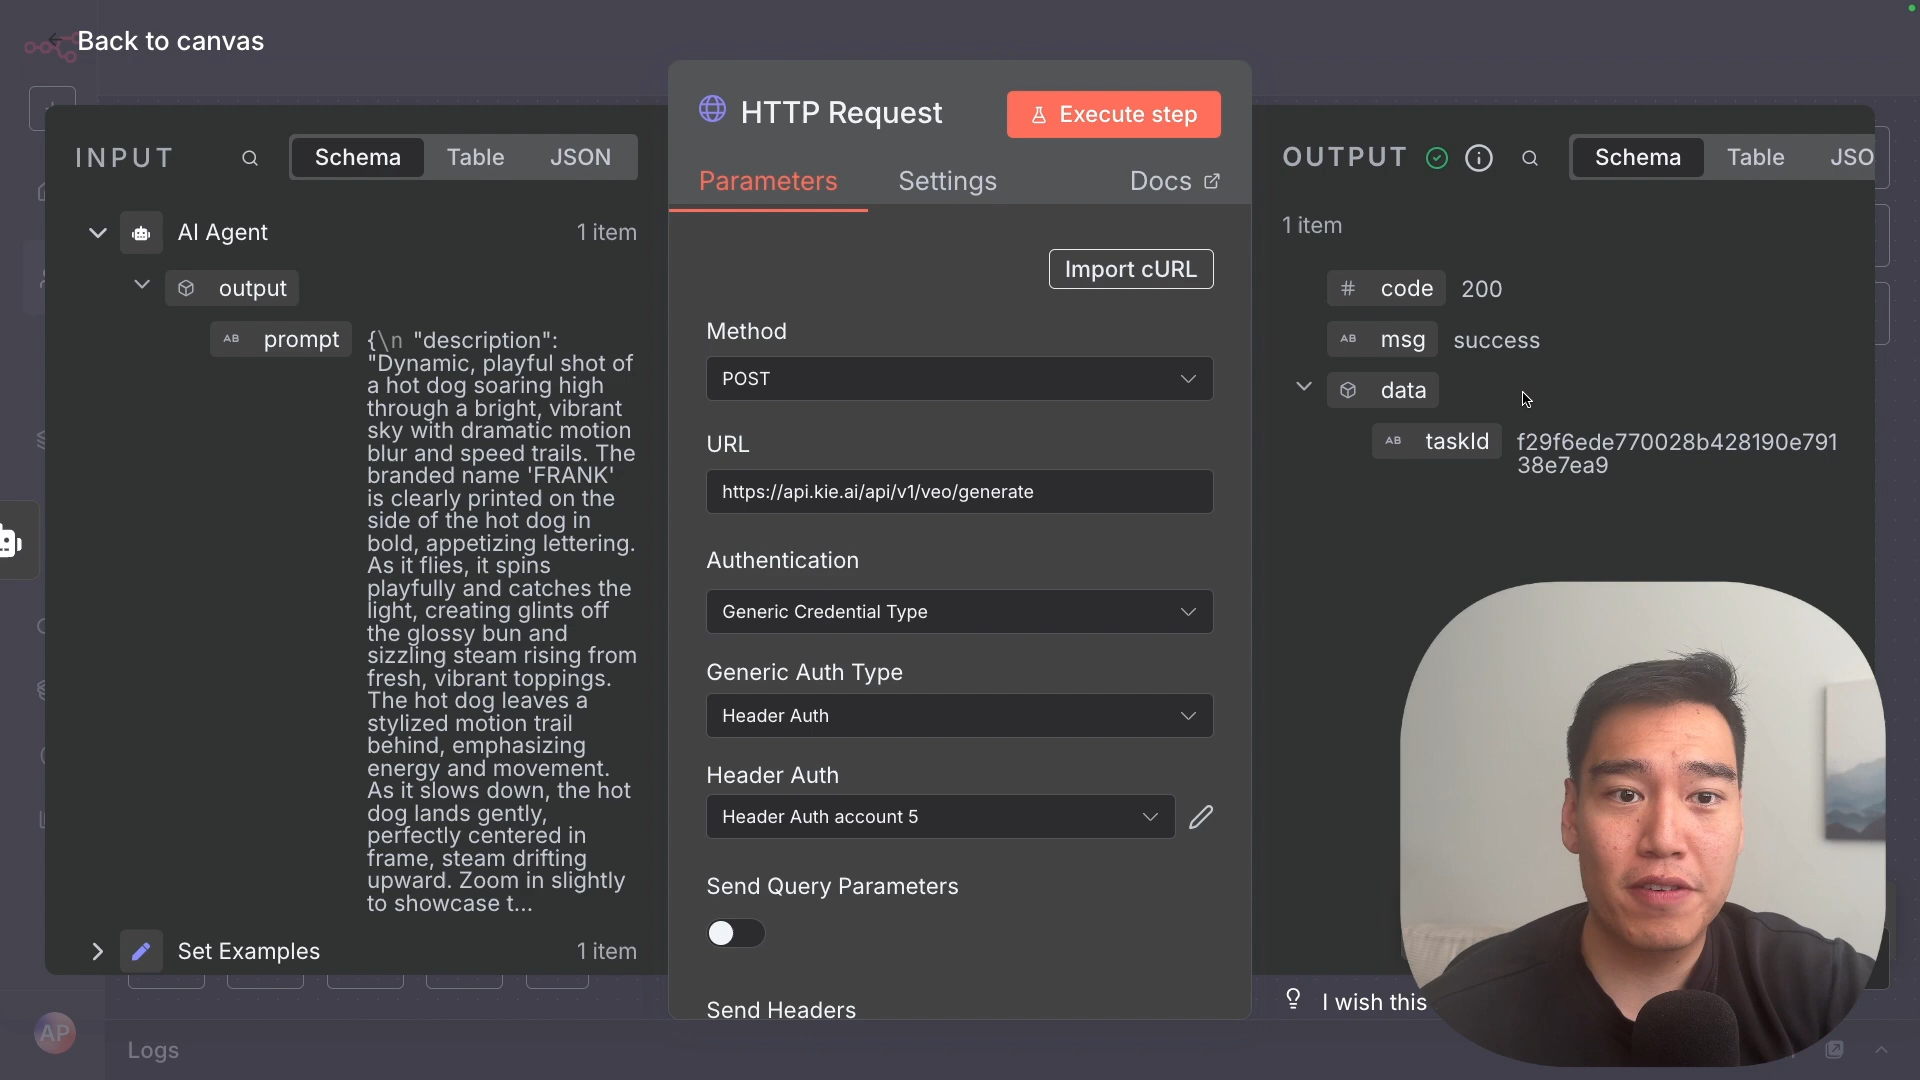 Back to canvas
INPUT
Schema
Table
JSON
AI Agent
1 item
output
AB
prompt
{\n "description":
"Dynamic, playful shot of
a hot dog soaring high
through a bright, vibrant
sky with dramatic motion
blur and speed trails. The
branded name 'FRANK'
is clearly printed on the
side of the hot dog in
bold, appetizing lettering.
As it flies, it spins
playfully and catches the
light, creating glints off
the glossy bun and
sizzling steam rising from
fresh, vibrant toppings.
The hot dog leaves a
stylized motion trail
behind, emphasizing
energy and movement.
As it slows down, the hot
dog lands gently,
perfectly centered in
frame, steam drifting
upward. Zoom in slightly
to showcase t...
Set Examples
1 item
HTTP Request
Execute step
Parameters
Settings
Docs
Import cURL
Method
POST
URL
https://api.kie.ai/api/v1/veo/generate
Authentication
Generic Credential Type
Generic Auth Type
Header Auth
Header Auth
Header Auth account 5
Send Query Parameters
Send Headers
OUTPUT
Schema
Table
JSO
1 item
# code 200
AB msg success
data
AB taskId f29f6ede770028b428190e791
38e7ea9
I wish this
AP
Logs